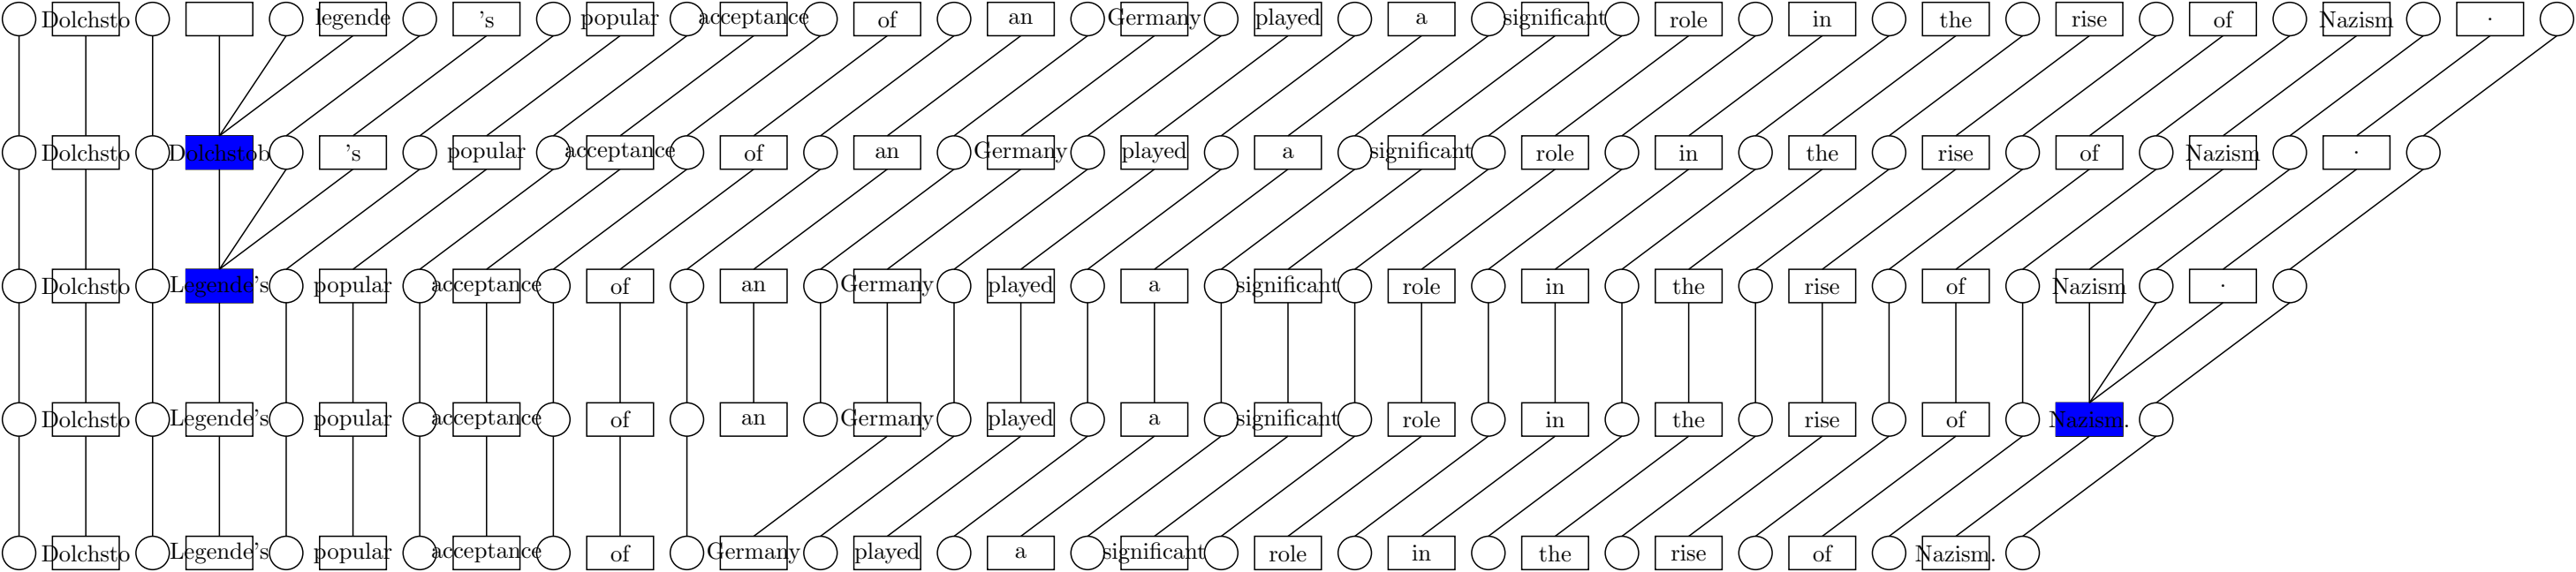 Dolchsto legende 's popular acceptance of an Germany played a significant role in the rise of Nazism .
Dolchsto Dolchstob 's popular acceptance of an Germany played a significant role in the rise of Nazism .
Dolchsto Legende's popular acceptance of an Germany played a significant role in the rise of Nazism .
Dolchsto Legende's popular acceptance of an Germany played a significant role in the rise of Nazism.
Dolchsto Legende's popular acceptance of Germany played a significant role in the rise of Nazism.